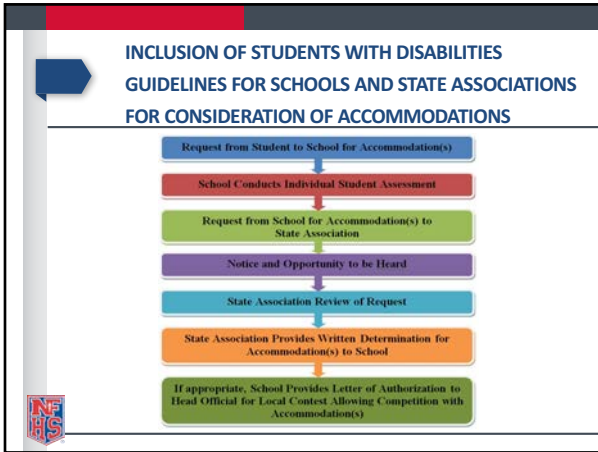 INCLUSION OF STUDENTS WITH DISABILITIES
GUIDELINES FOR SCHOOLS AND STATE ASSOCIATIONS
FOR CONSIDERATION OF ACCOMMODATIONS
Request from Student to School for Accommodation(s)
School Conducts Individual Student Assessment
Request from School for Accommodation(s) to
State Association
Notice and Opportunity to be Heard
State Association Review of Request
State Association Provides Written Determination for
Accommodation(s) to School
If appropriate, School Provides Letter of Authorization to
Head Official for Local Contest Allowing Competition with
Accommodation(s)
NF
HS